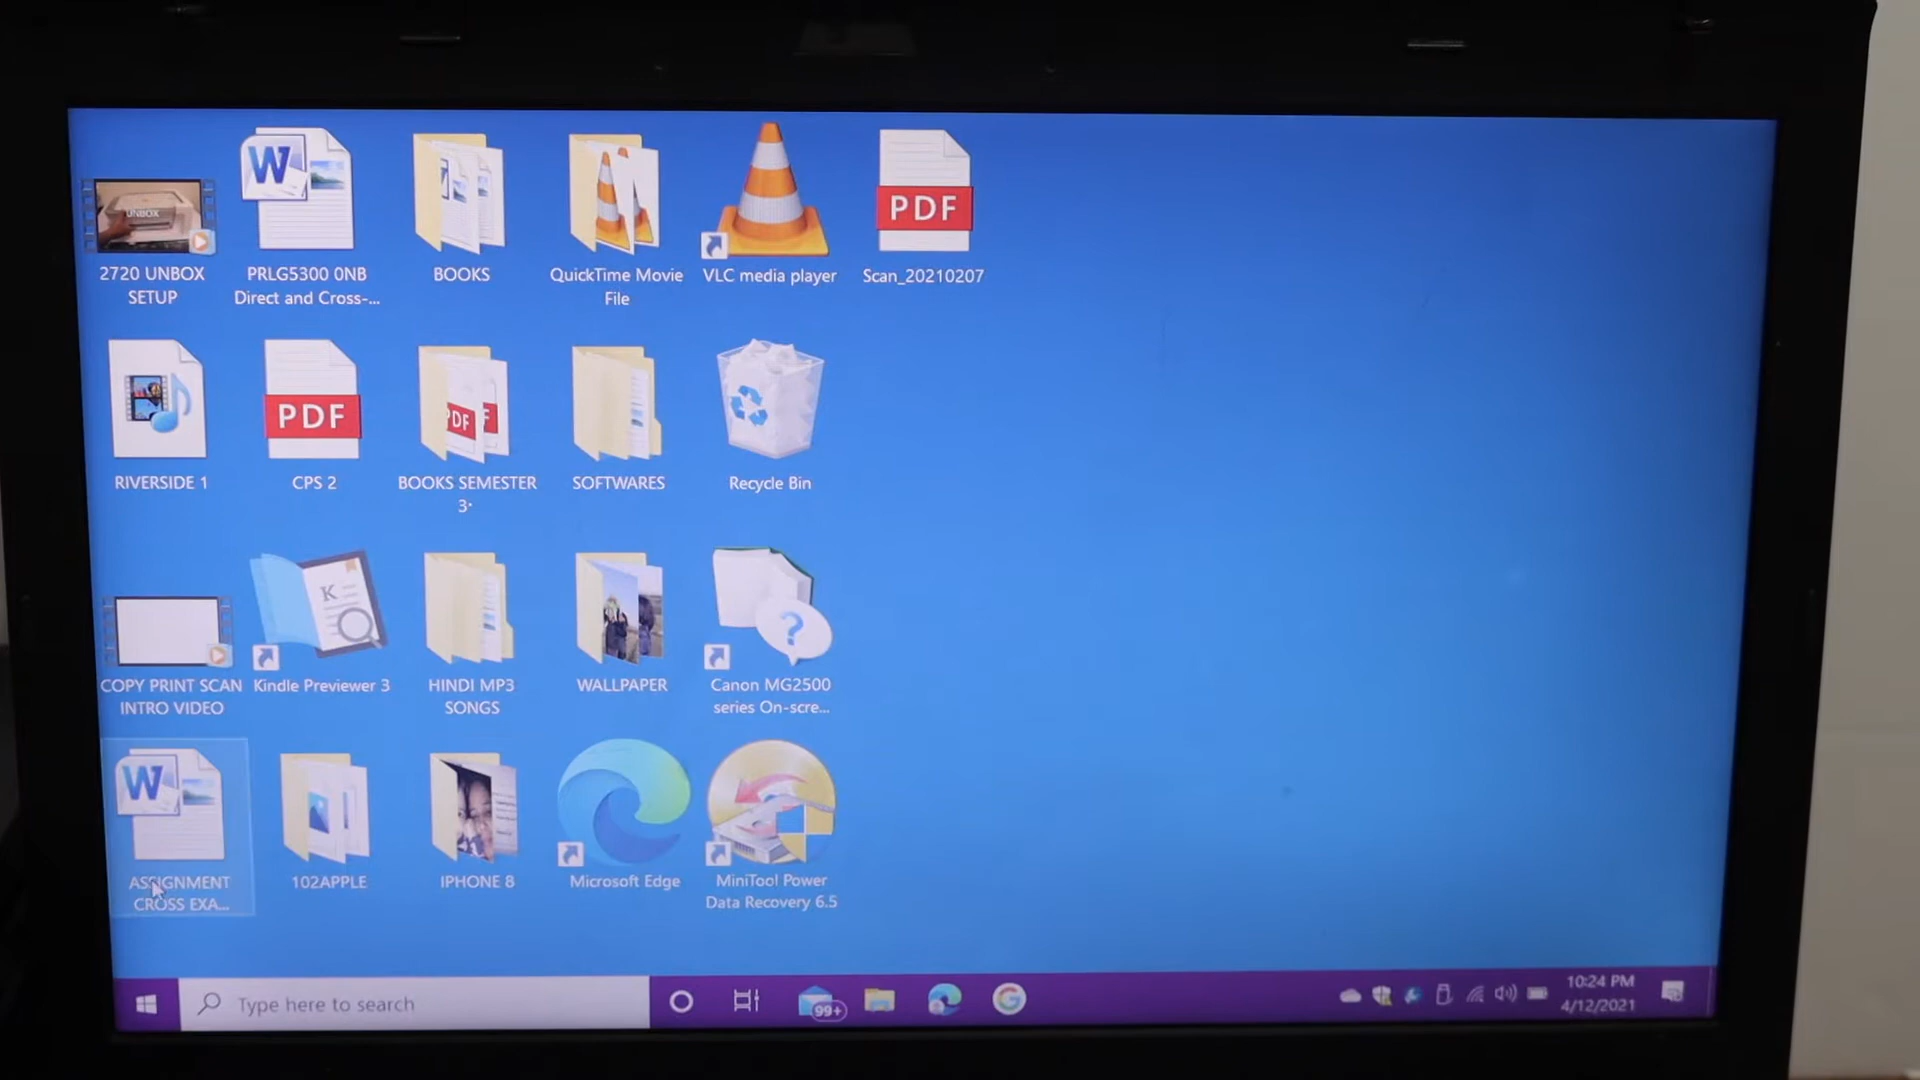 UNBOX
2720 UNBOX
SETUP
W
PRLG5300 0NB
Direct and Cross-...
BOOKS
QuickTime Movie
File
VLC media player
PDF
Scan_20210207
RIVERSIDE 1
PDF
CPS 2
PDF
BOOKS SEMESTER
3·
SOFTWARES
Recycle Bin
COPY PRINT SCAN
INTRO VIDEO
K
Kindle Previewer 3
HINDI MP3
SONGS
WALLPAPER
?
Canon MG2500
series On-scre...
W
ASSIGNMENT
CROSS EXA...
102APPLE
IPHONE 8
Microsoft Edge
MiniTool Power
Data Recovery 6.5
Type here to search
99+
G
10:24 PM
4/12/2021